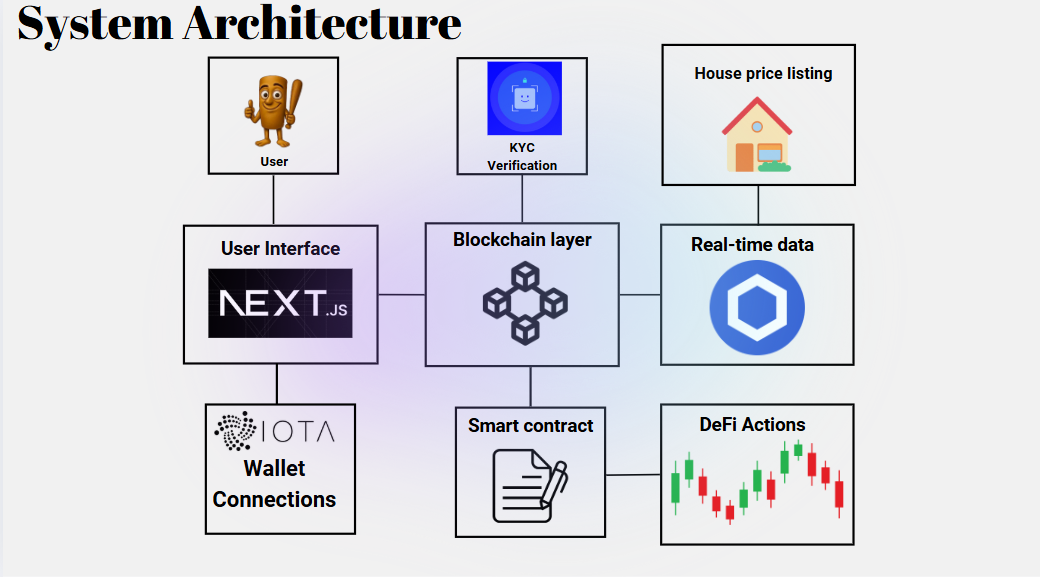 System Architecture
User
KYC
Verification
House price listing
User Interface
NEXT.JS
Blockchain layer
Real-time data
IOTA
Wallet
Connections
Smart contract
DeFi Actions